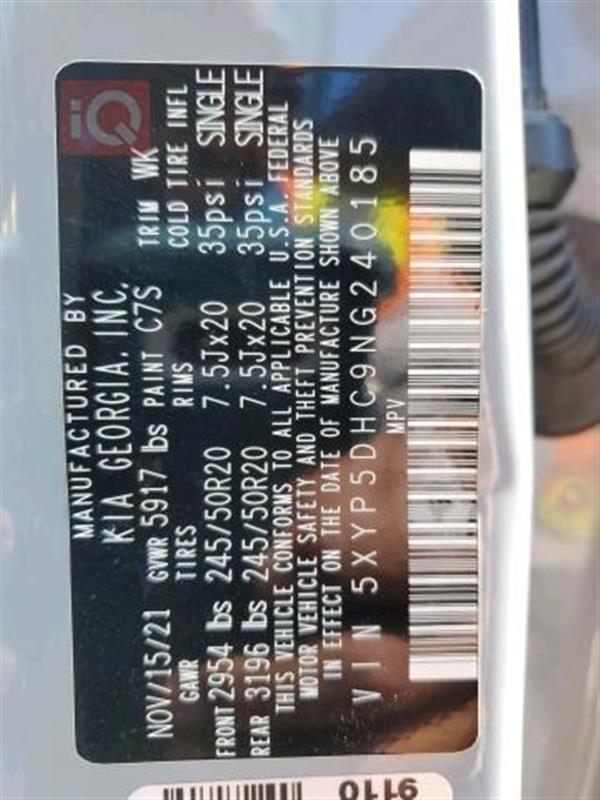 iQ
MANUFACTURED BY
KIA GEORGIA, INC.
NOV/15/21 GVWR 5917 lbs PAINT C7S TRIM WK
GAWR TIRES RIMS COLD TIRE INFL
FRONT 2954 lbs 245/50R20 7.5Jx20 35psi SINGLE
REAR 3196 lbs 245/50R20 7.5Jx20 35psi SINGLE
THIS VEHICLE CONFORMS TO ALL APPLICABLE U.S.A. FEDERAL
MOTOR VEHICLE SAFETY AND THEFT PREVENTION STANDARDS
IN EFFECT ON THE DATE OF MANUFACTURE SHOWN ABOVE
VIN 5XYP5DHC9NG240185
MPV
9110